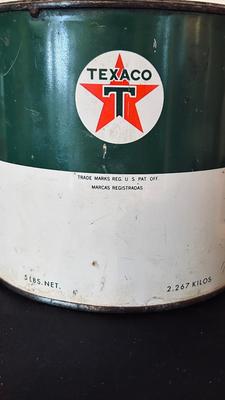 TEXACO
T
TRADE MARKS REG. U S PAT OFF.
MARCAS REGISTRADAS
5 LBS. NET. 2.267 KILOS